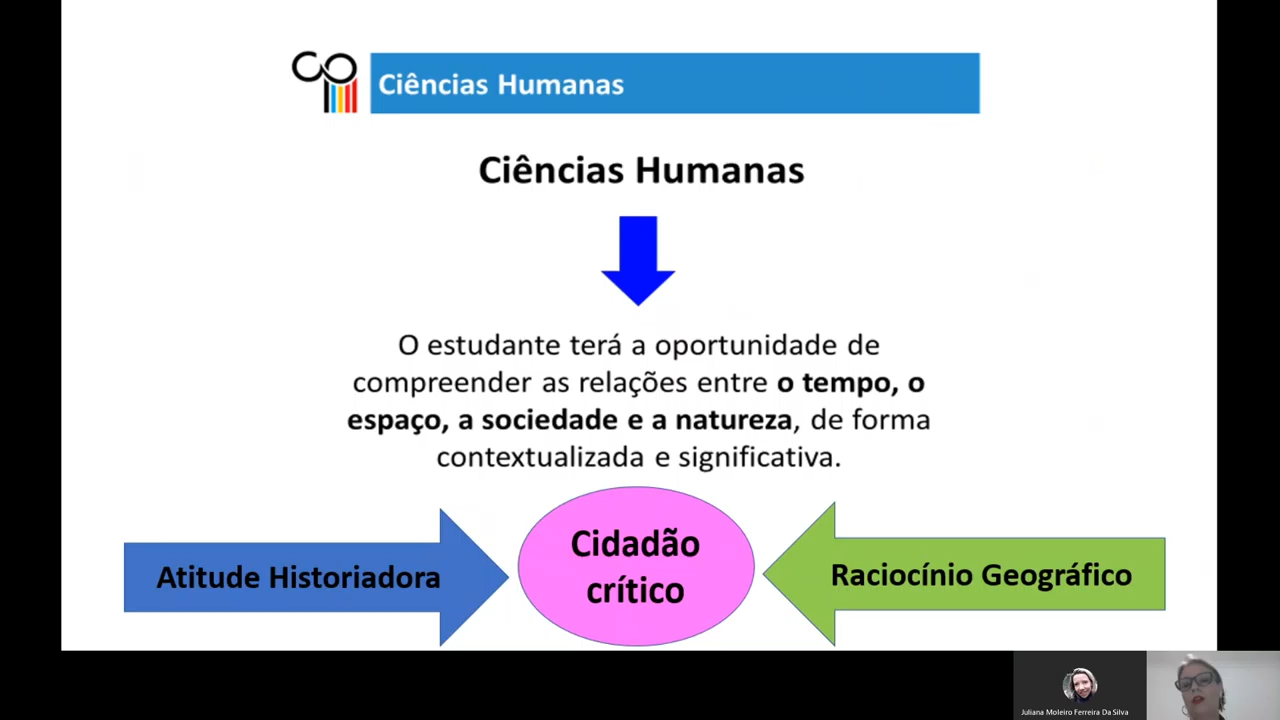 Ciências Humanas
Ciências Humanas
O estudante terá a oportunidade de
compreender as relações entre o tempo, o
espaço, a sociedade e a natureza, de forma
contextualizada e significativa.
Atitude Historiadora
Cidadão
crítico
Raciocínio Geográfico
Juliana Moleiro Ferreira Da Silva